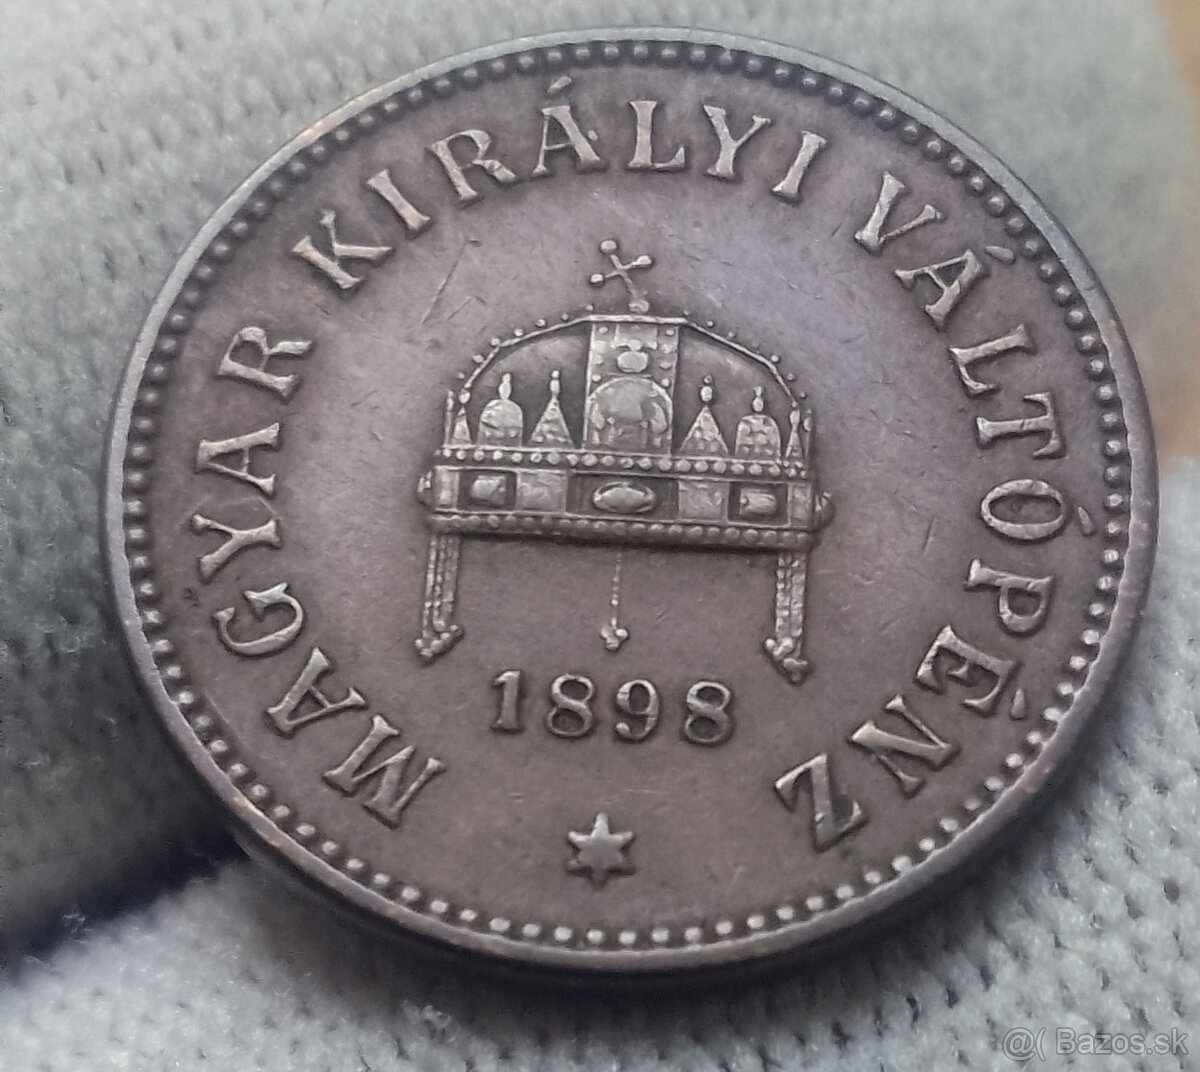 MAGYAR KIRÁLYI VÁLTÓPÉNZ
1898
@( Bazos.sk